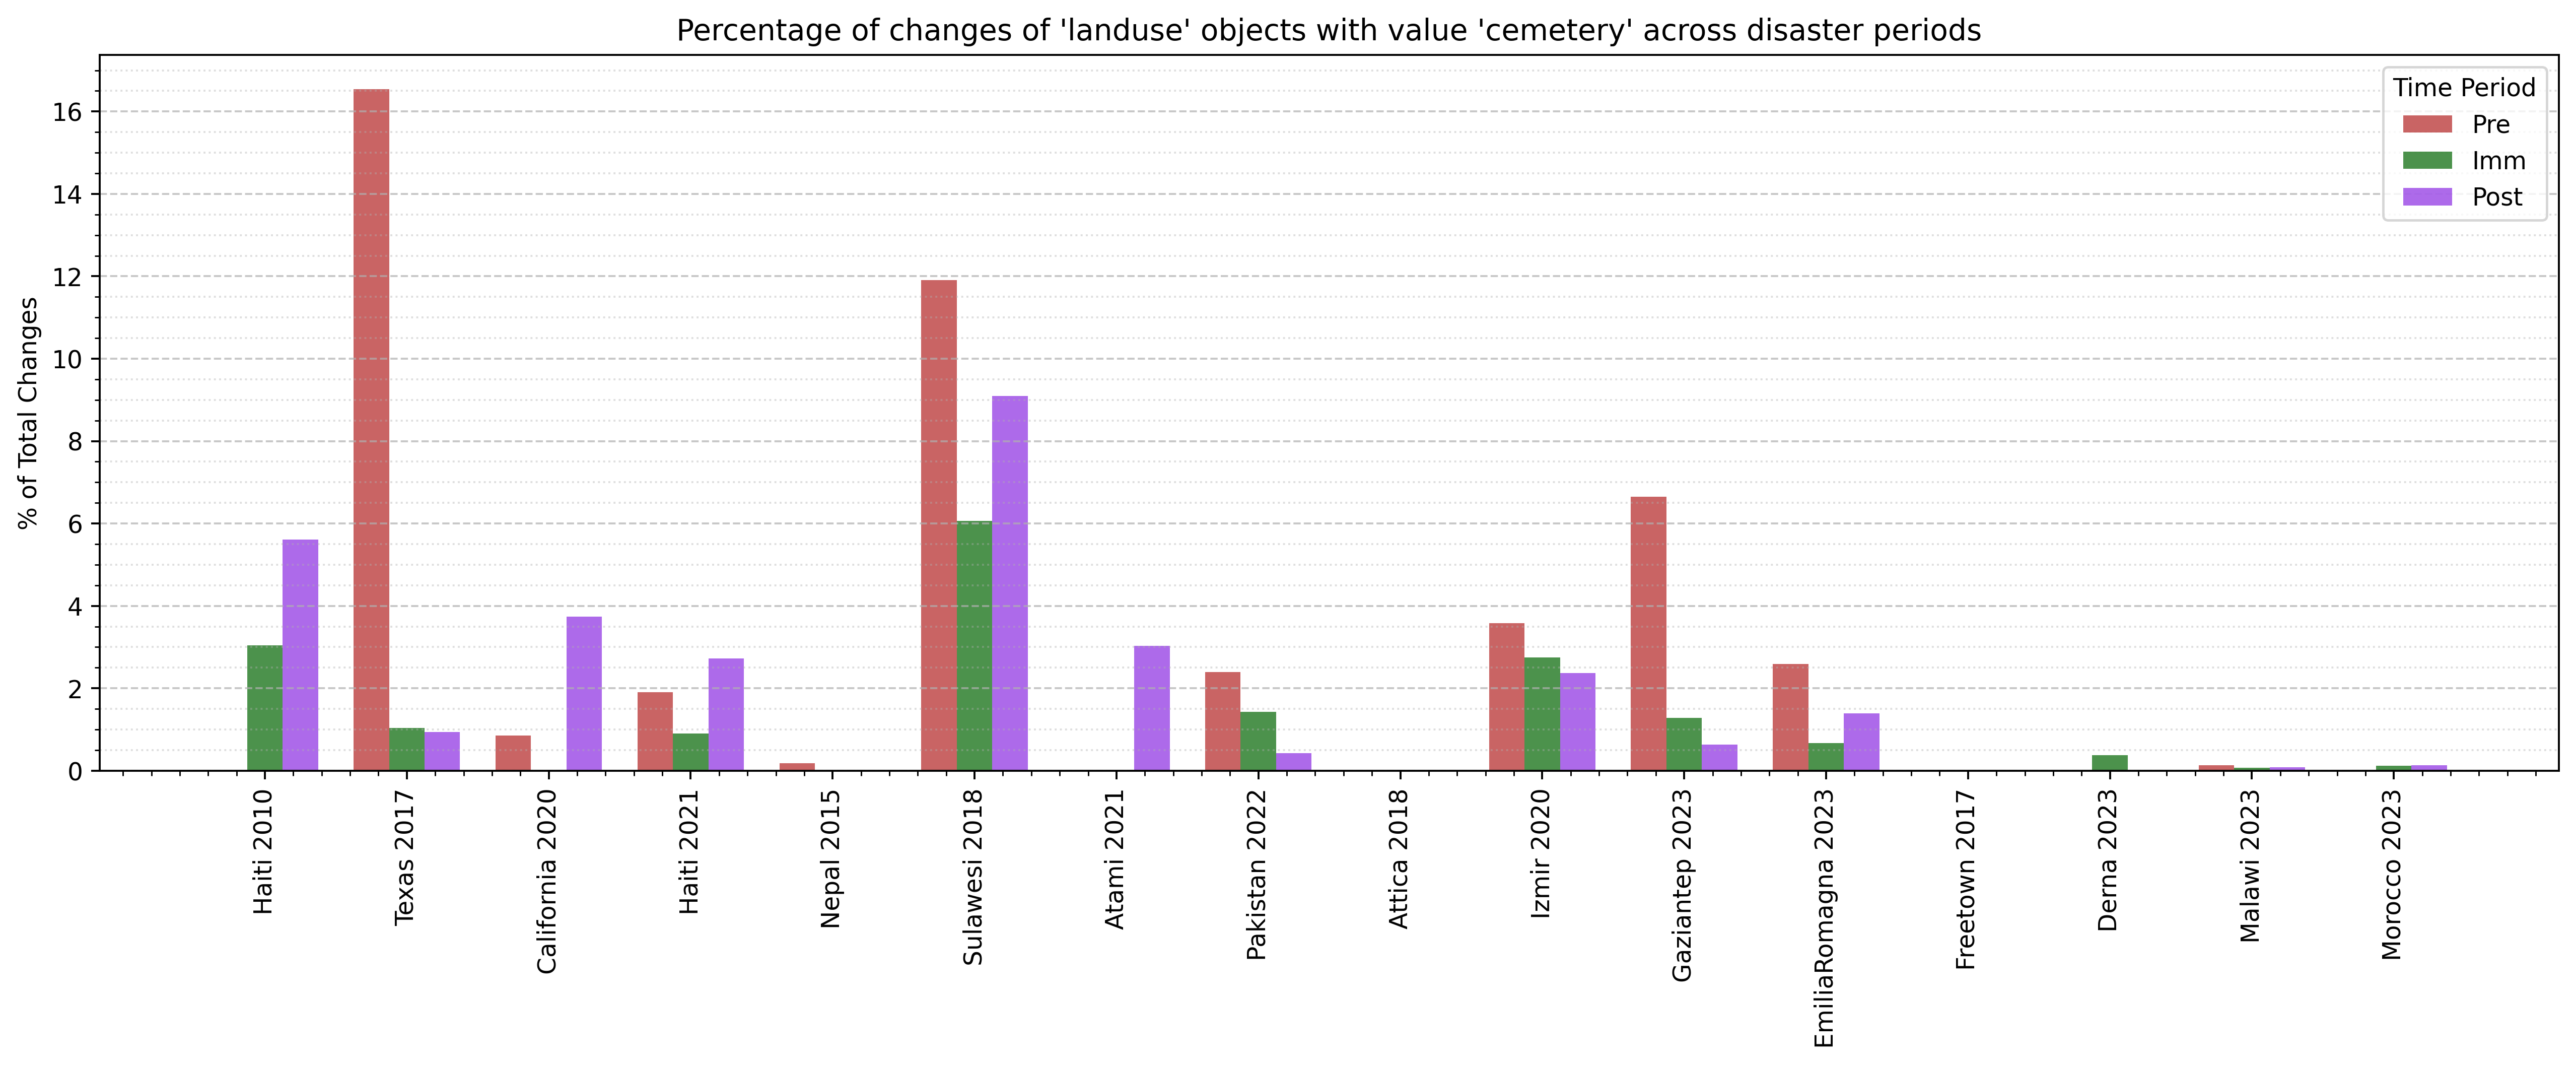 Percentage of changes of 'landuse' objects with value 'cemetery' across disaster periods
% of Total Changes
16
14
12
10
8
6
4
2
0
Time Period
Pre
Imm
Post
Haiti 2010
Texas 2017
California 2020
Haiti 2021
Nepal 2015
Sulawesi 2018
Atami 2021
Pakistan 2022
Attica 2018
Izmir 2020
Gaziantep 2023
EmiliaRomagna 2023
Freetown 2017
Derna 2023
Malawi 2023
Morocco 2023